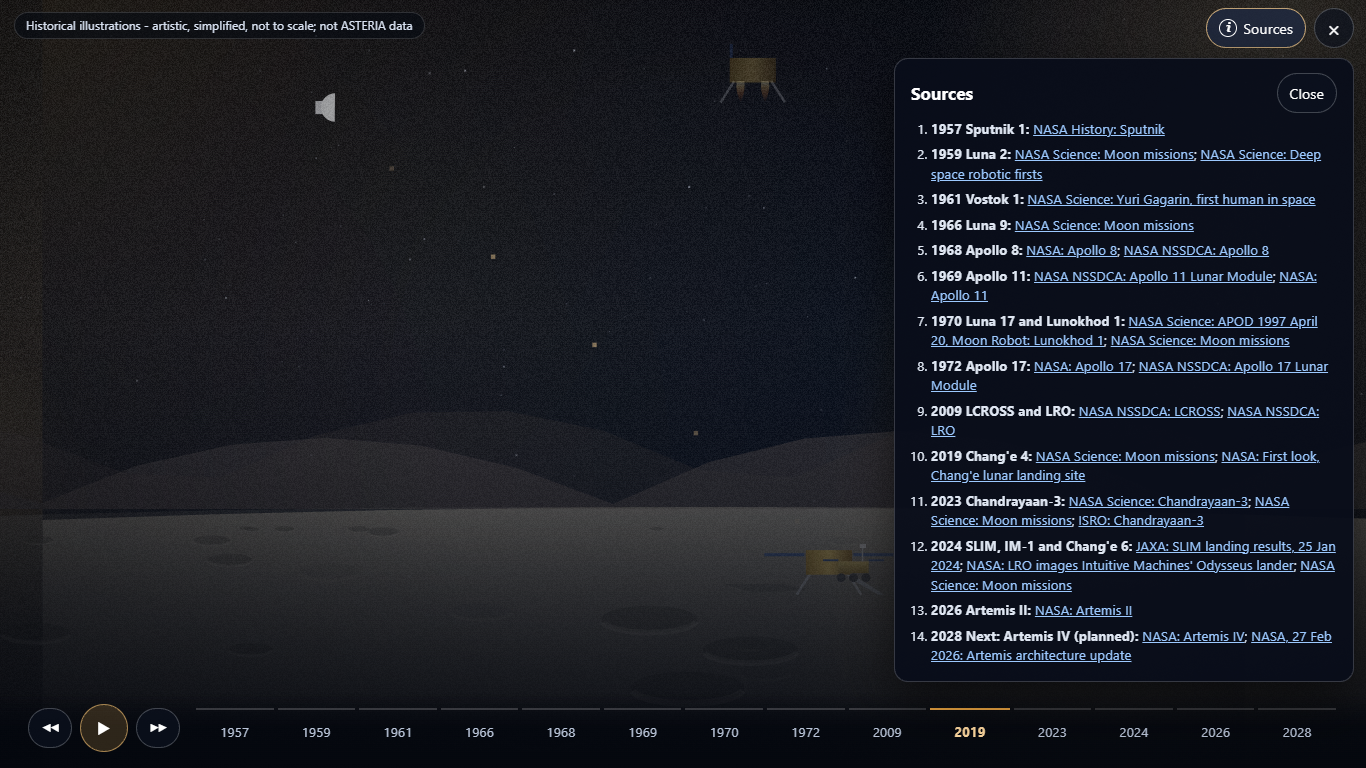 Historical illustrations - artistic, simplified, not to scale; not ASTERIA data
Sources
Sources
Close
1. 1957 Sputnik 1: NASA History: Sputnik
2. 1959 Luna 2: NASA Science: Moon missions; NASA Science: Deep
space robotic firsts
3. 1961 Vostok 1: NASA Science: Yuri Gagarin, first human in space
4. 1966 Luna 9: NASA Science: Moon missions
5. 1968 Apollo 8: NASA: Apollo 8; NASA NSSDCA: Apollo 8
6. 1969 Apollo 11: NASA NSSDCA: Apollo 11 Lunar Module; NASA:
Apollo 11
7. 1970 Luna 17 and Lunokhod 1: NASA Science: APOD 1997 April
20, Moon Robot: Lunokhod 1; NASA Science: Moon missions
8. 1972 Apollo 17: NASA: Apollo 17; NASA NSSDCA: Apollo 17 Lunar
Module
9. 2009 LCROSS and LRO: NASA NSSDCA: LCROSS; NASA NSSDCA:
LRO
10. 2019 Chang'e 4: NASA Science: Moon missions; NASA: First look,
Chang'e lunar landing site
11. 2023 Chandrayaan-3: NASA Science: Chandrayaan-3; NASA
Science: Moon missions; ISRO: Chandrayaan-3
12. 2024 SLIM, IM-1 and Chang'e 6: JAXA: SLIM landing results, 25 Jan
2024; NASA: LRO images Intuitive Machines' Odysseus lander; NASA
Science: Moon missions
13. 2026 Artemis II: NASA: Artemis II
14. 2028 Next: Artemis IV (planned): NASA: Artemis IV; NASA, 27 Feb
2026: Artemis architecture update
1957 1959 1961 1966 1968 1969 1970 1972 2009 2019 2023 2024 2026 2028